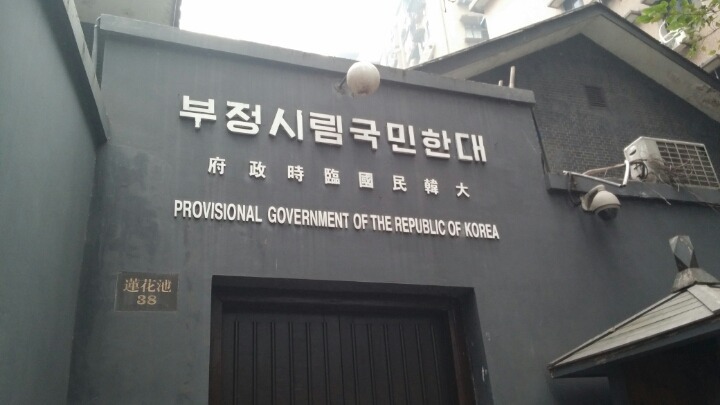 대한민국림시정부
大韓民國臨時政府
PROVISIONAL GOVERNMENT OF THE REPUBLIC OF KOREA
蓮花池
38